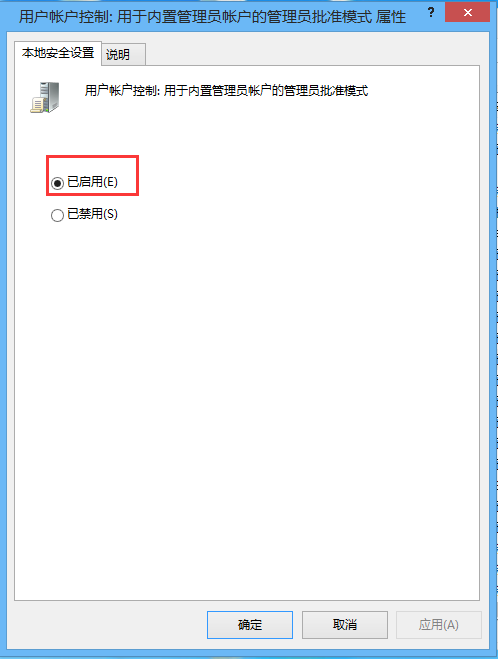 用户帐户控制: 用于内置管理员帐户的管理员批准模式 属性
?
本地安全设置
说明
用户帐户控制: 用于内置管理员帐户的管理员批准模式
已启用(E)
已禁用(S)
确定
取消
应用(A)